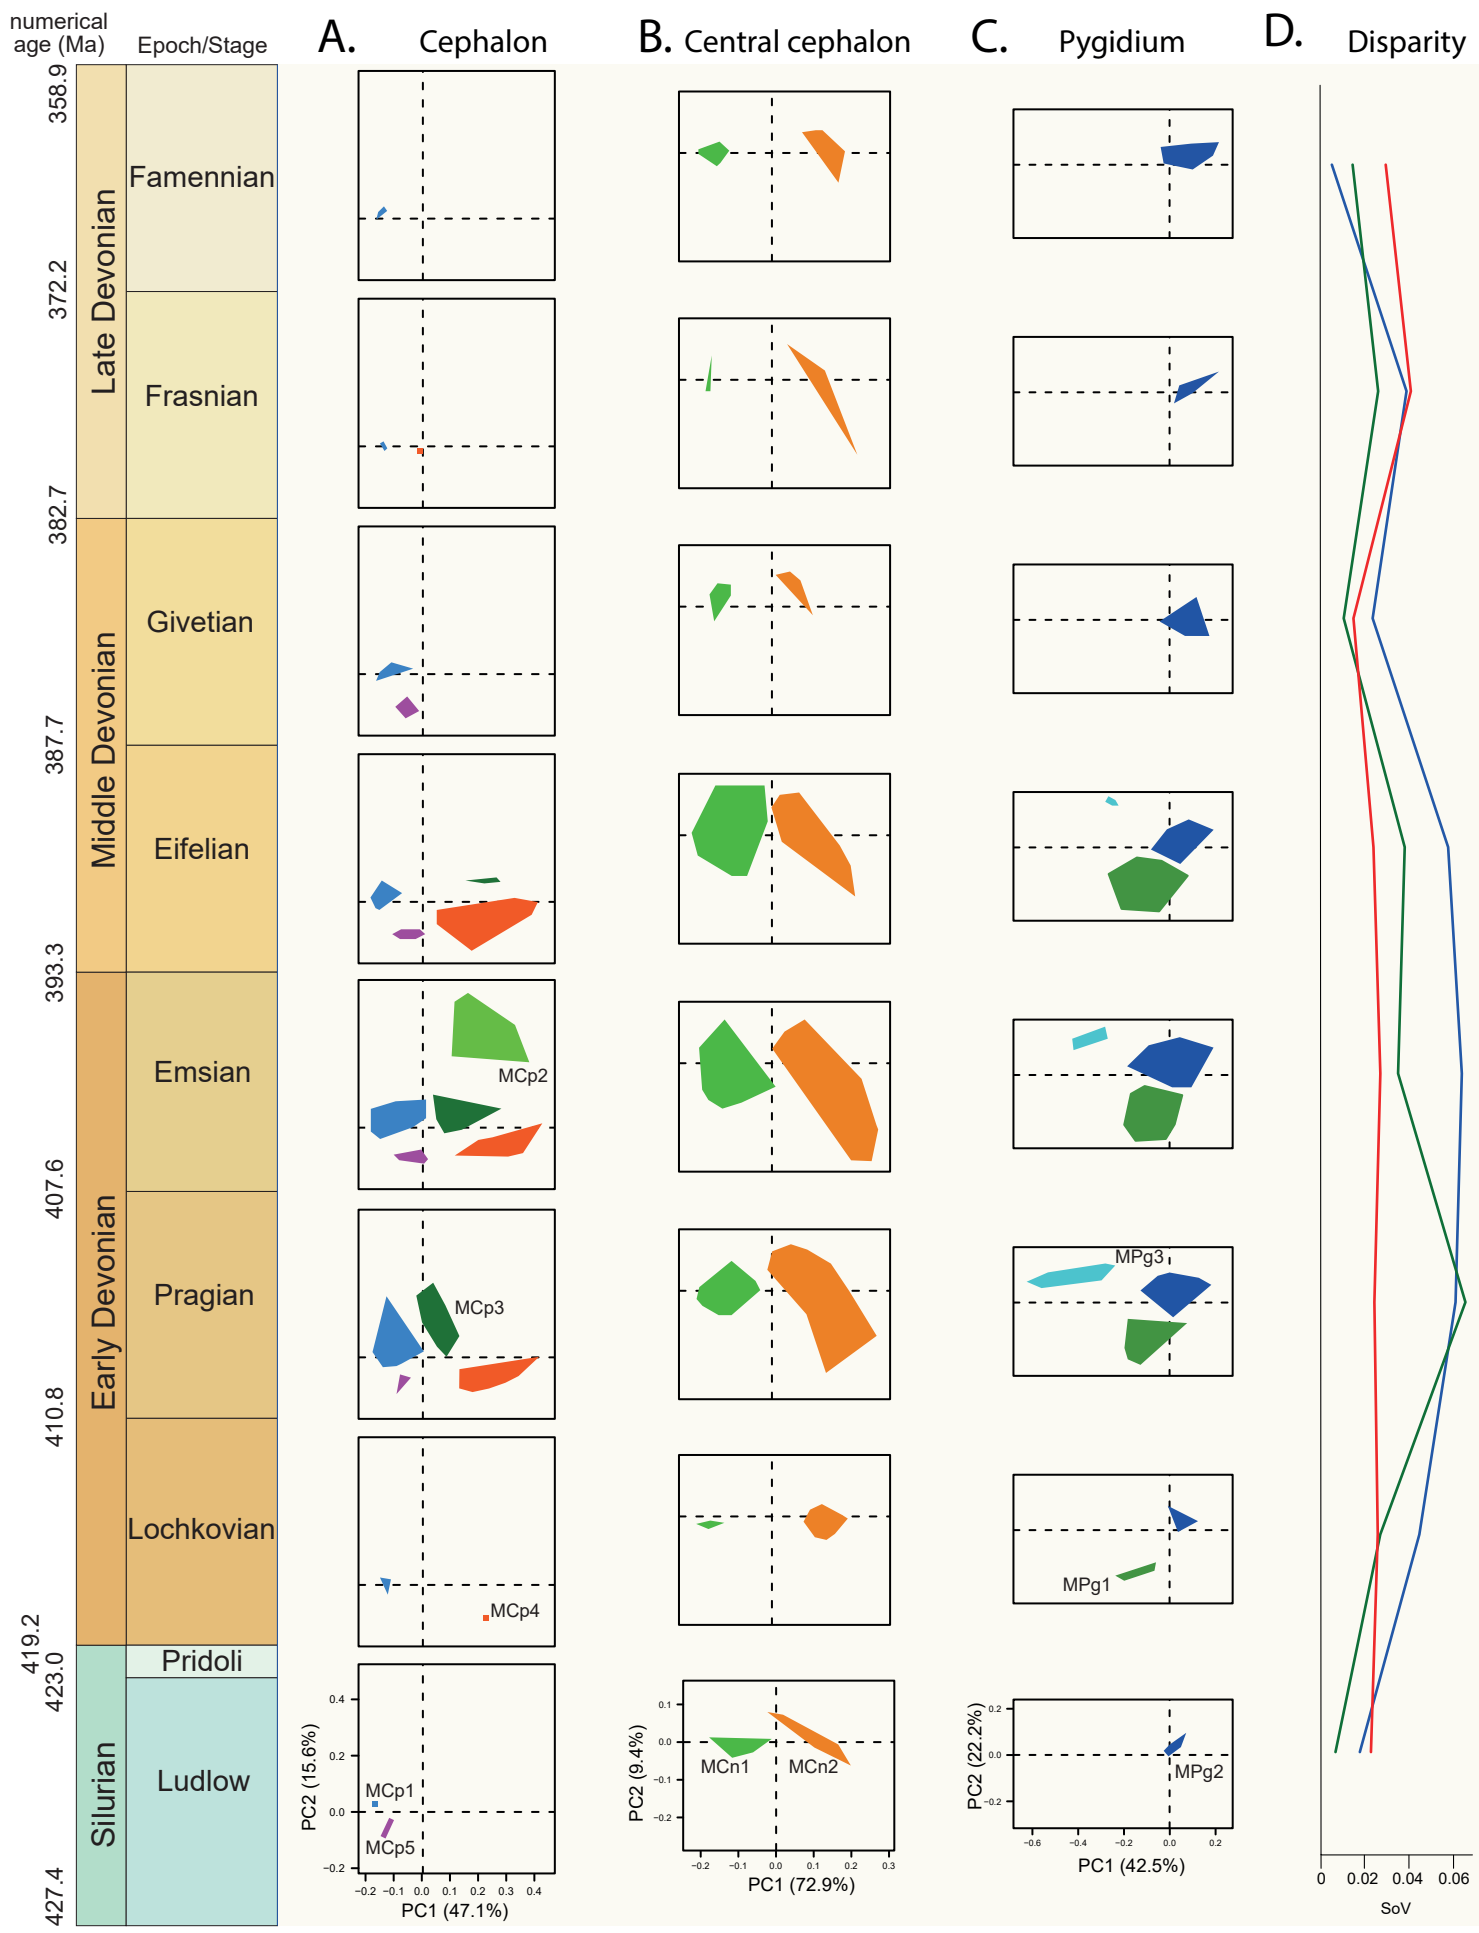 numerical
age (Ma)
Epoch/Stage
A.
Cephalon
B.
Central cephalon
C.
Pygidium
D.
Disparity
358.9
Late Devonian
Famennian
372.2
Frasnian
382.7
Middle Devonian
Givetian
387.7
Eifelian
393.3
Early Devonian
Emsian
MCp2
407.6
Pragian
MCp3
MPg3
410.8
Lochkovian
MCp4
MPg1
419.2
Silurian
Pridoli
423.0
Ludlow
427.4
PC2 (15.6%)
0.4
0.2
0.0
−0.2
MCp1
MCp5
−0.2 −0.1 0.0 0.1 0.2 0.3 0.4
PC1 (47.1%)
PC2 (9.4%)
0.1
0.0
−0.1
−0.2
MCn1
MCn2
−0.2 −0.1 0.0 0.1 0.2 0.3
PC1 (72.9%)
PC2 (22.2%)
0.2
0.0
−0.2
MPg2
−0.6 −0.4 −0.2 0.0 0.2
PC1 (42.5%)
0 0.02 0.04 0.06
SoV